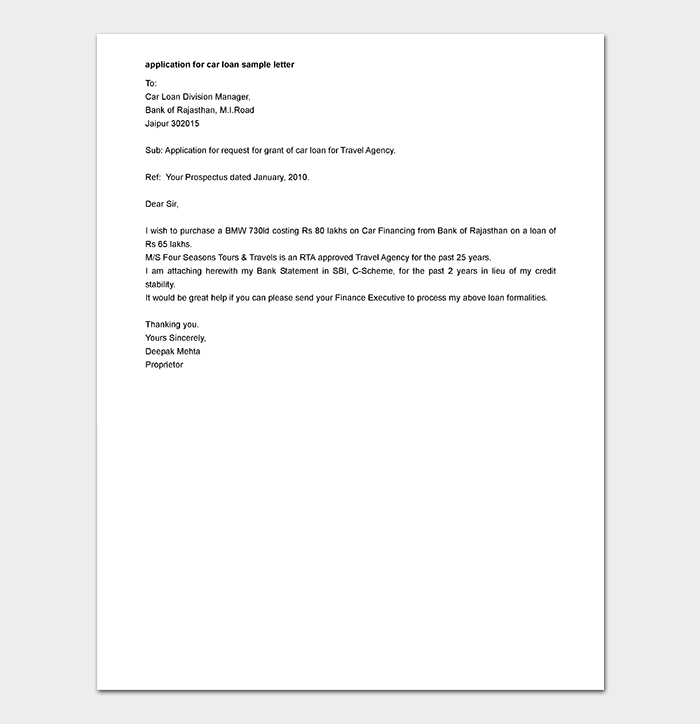 application for car loan sample letter
To:
Car Loan Division Manager,
Bank of Rajasthan, M.I.Road
Jaipur 302015
Sub: Application for request for grant of car loan for Travel Agency.
Ref: Your Prospectus dated January, 2010.
Dear Sir,
I wish to purchase a BMW 730ld costing Rs 80 lakhs on Car Financing from Bank of Rajasthan on a loan of
Rs 65 lakhs.
M/S Four Seasons Tours & Travels is an RTA approved Travel Agency for the past 25 years.
I am attaching herewith my Bank Statement in SBI, C-Scheme, for the past 2 years in lieu of my credit
stability.
It would be great help if you can please send your Finance Executive to process my above loan formalities.
Thanking you.
Yours Sincerely,
Deepak Mehta
Proprietor